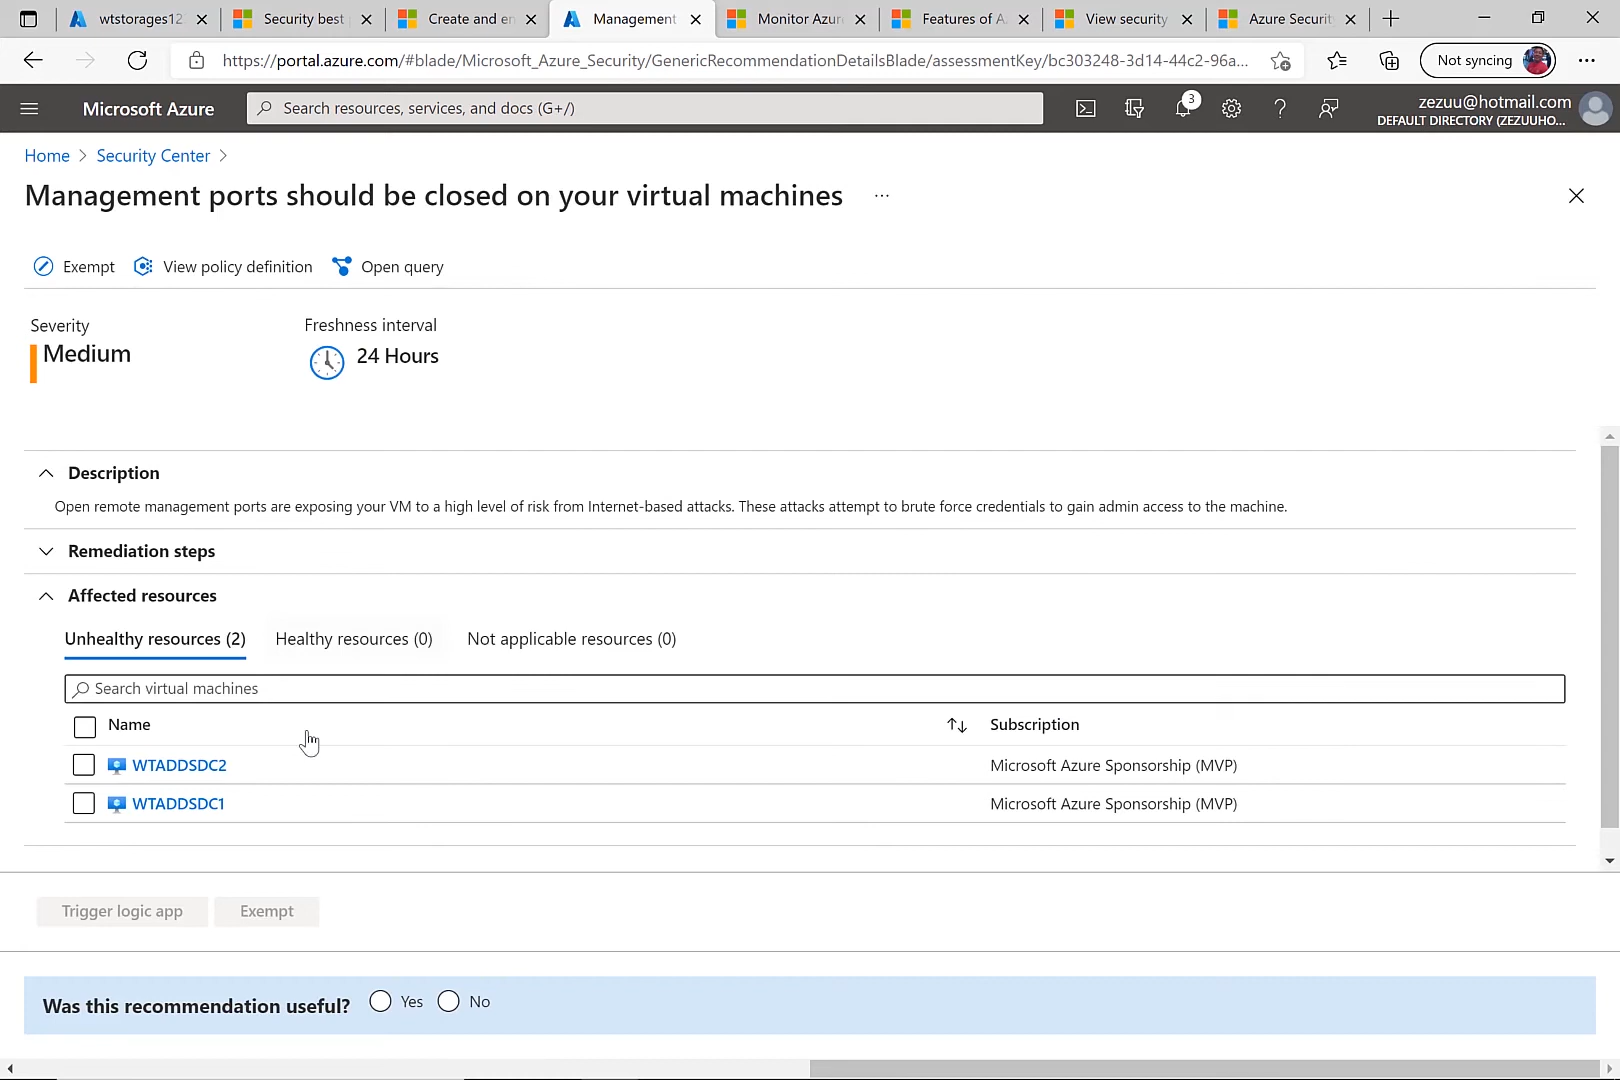 wtstorages12
Security best
Create and en
Management
Monitor Azur
Features of A
View security
Azure Securit
https://portal.azure.com/#blade/Microsoft_Azure_Security/GenericRecommendationDetailsBlade/assessmentKey/bc303248-3d14-44c2-96a...
Not syncing
Microsoft Azure
Search resources, services, and docs (G+/)
3
zezuu@hotmail.com
DEFAULT DIRECTORY (ZEZUUHO...
Home > Security Center >
Management ports should be closed on your virtual machines ...
Exempt
View policy definition
Open query
Severity
Medium
Freshness interval
24 Hours
Description
Open remote management ports are exposing your VM to a high level of risk from Internet-based attacks. These attacks attempt to brute force credentials to gain admin access to the machine.
Remediation steps
Affected resources
Unhealthy resources (2)
Healthy resources (0)
Not applicable resources (0)
Search virtual machines
Name
Subscription
WTADDSDC2
Microsoft Azure Sponsorship (MVP)
WTADDSDC1
Microsoft Azure Sponsorship (MVP)
Trigger logic app
Exempt
Was this recommendation useful?
Yes
No